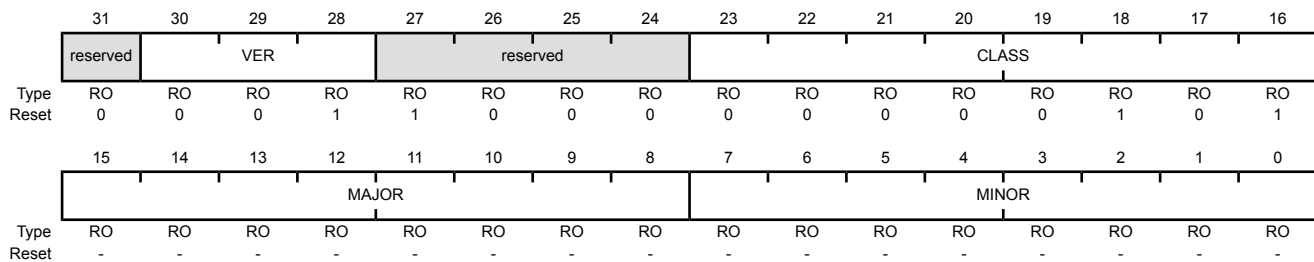 31 30 29 28 27 26 25 24 23 22 21 20 19 18 17 16
reserved VER reserved CLASS
Type RO RO RO RO RO RO RO RO RO RO RO RO RO RO RO RO
Reset 0 0 0 1 1 0 0 0 0 0 0 0 0 1 0 1
15 14 13 12 11 10 9 8 7 6 5 4 3 2 1 0
MAJOR MINOR
Type RO RO RO RO RO RO RO RO RO RO RO RO RO RO RO RO
Reset - - - - - - - - - - - - - - - -